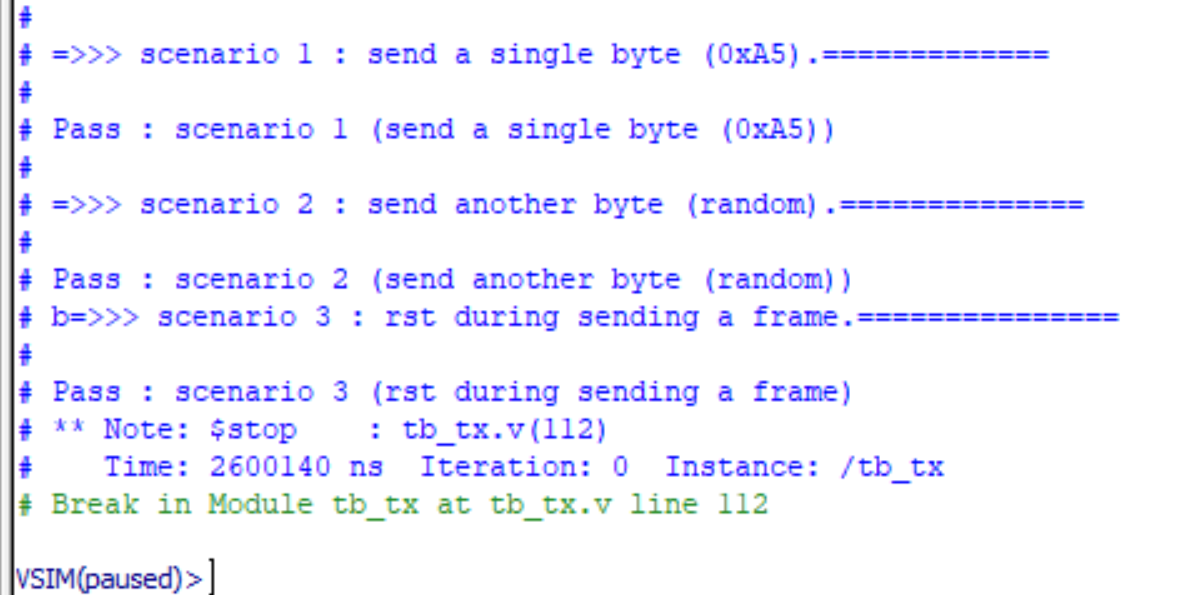 #
# =>>> scenario 1 : send a single byte (0xA5).=============
#
# Pass : scenario 1 (send a single byte (0xA5))
#
# =>>> scenario 2 : send another byte (random).==============
#
# Pass : scenario 2 (send another byte (random))
# b=>>> scenario 3 : rst during sending a frame.===============
#
# Pass : scenario 3 (rst during sending a frame)
# ** Note: $stop    : tb_tx.v(112)
#    Time: 2600140 ns  Iteration: 0  Instance: /tb_tx
# Break in Module tb_tx at tb_tx.v line 112
VSIM(paused)>